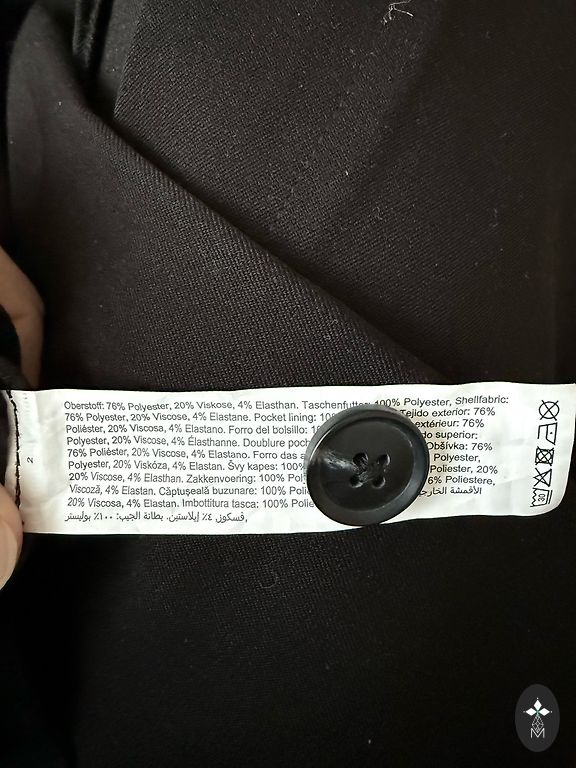 Oberstoff: 76% Polyester, 20% Viskose, 4% Elasthan. Taschenfutter: 100% Polyester, Shellfabric:
76% Polyester, 20% Viscose, 4% Elastane. Pocket lining: Tejido exterior: 76%
Poliéster, 20% Viscosa, 4% Elastano. Forro del bolsillo: extérieur: 76%
Polyester, 20% Viscose, 4% Élasthanne. Doublure superior:
76% Poliéster, 20% Viscose, 4% Elastano. Forro das Obšívka: 76%
Polyester, 20% Viskóza, 4% Elastan. Švy kapes: 100% Polyester,
20% Viscose, 4% Elasthan. Zakkenvoering: 100% Poliester, 20%
Viscoză, 4% Elastan. Căptușeală buzunare: 100% Poliestere,
20% Viscosa, 4% Elastan. Imbottitura tasca: 100% الأقمشة
فسكوز, ٤٪ إيلاستين. بطانة الجيب: ١٠٠٪ بوليستر,
2
M